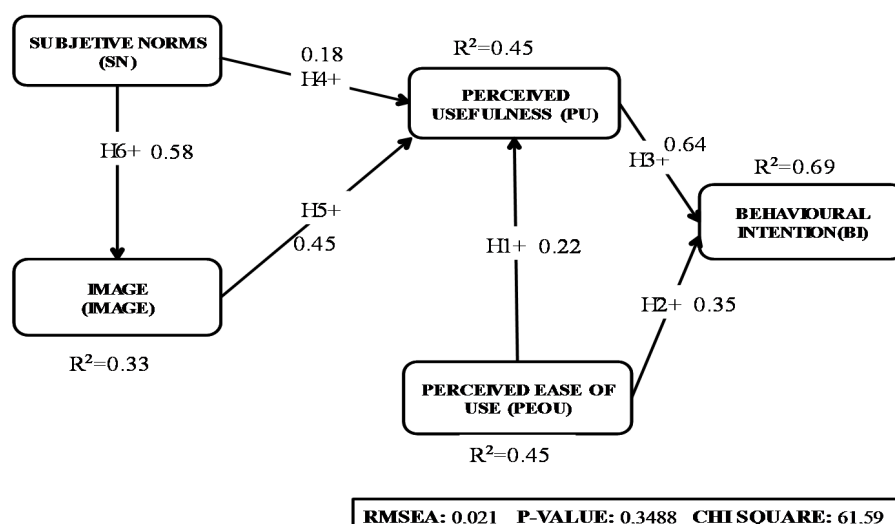 SUBJETIVE NORMS
(SN)
0.18
H4+
R²=0.45
PERCEIVED
USEFULNESS (PU)
H6+ 0.58
H3+ 0.64
R²=0.69
BEHAVIOURAL
INTENTION(BI)
H5+
0.45
H1+ 0.22
IMAGE
(IMAGE)
H2+ 0.35
R²=0.33
PERCEIVED EASE OF
USE (PEOU)
R²=0.45
RMSEA: 0.021 P-VALUE: 0.3488 CHI SQUARE: 61.59